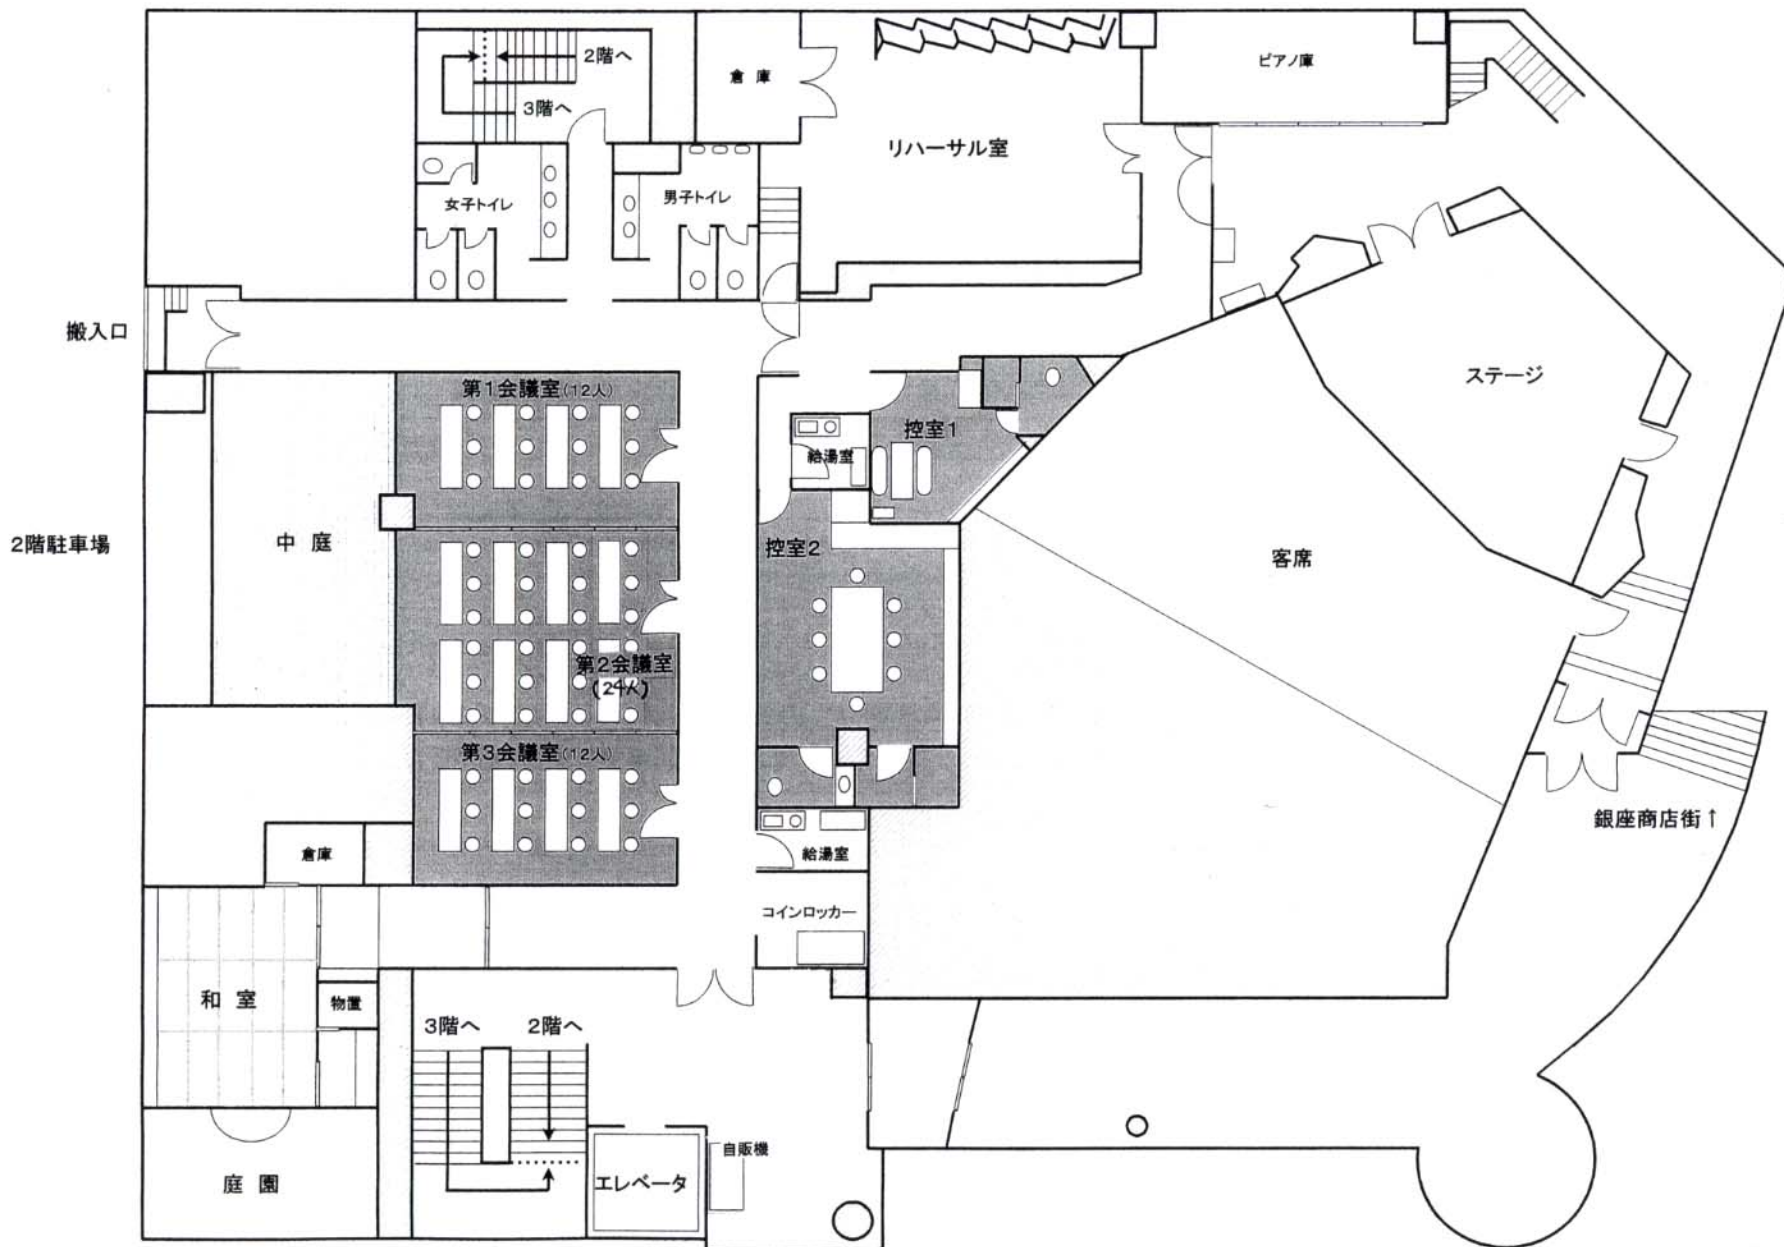 2階へ
3階へ
倉庫
ピアノ庫
リハーサル室
女子トイレ
男子トイレ
搬入口
第1会議室(12人)
控室1
給湯室
ステージ
2階駐車場
中庭
控室2
客席
第2会議室
(24人)
第3会議室(12人)
銀座商店街↑
倉庫
給湯室
コインロッカー
和室
物置
3階へ
2階へ
自販機
庭園
エレベータ